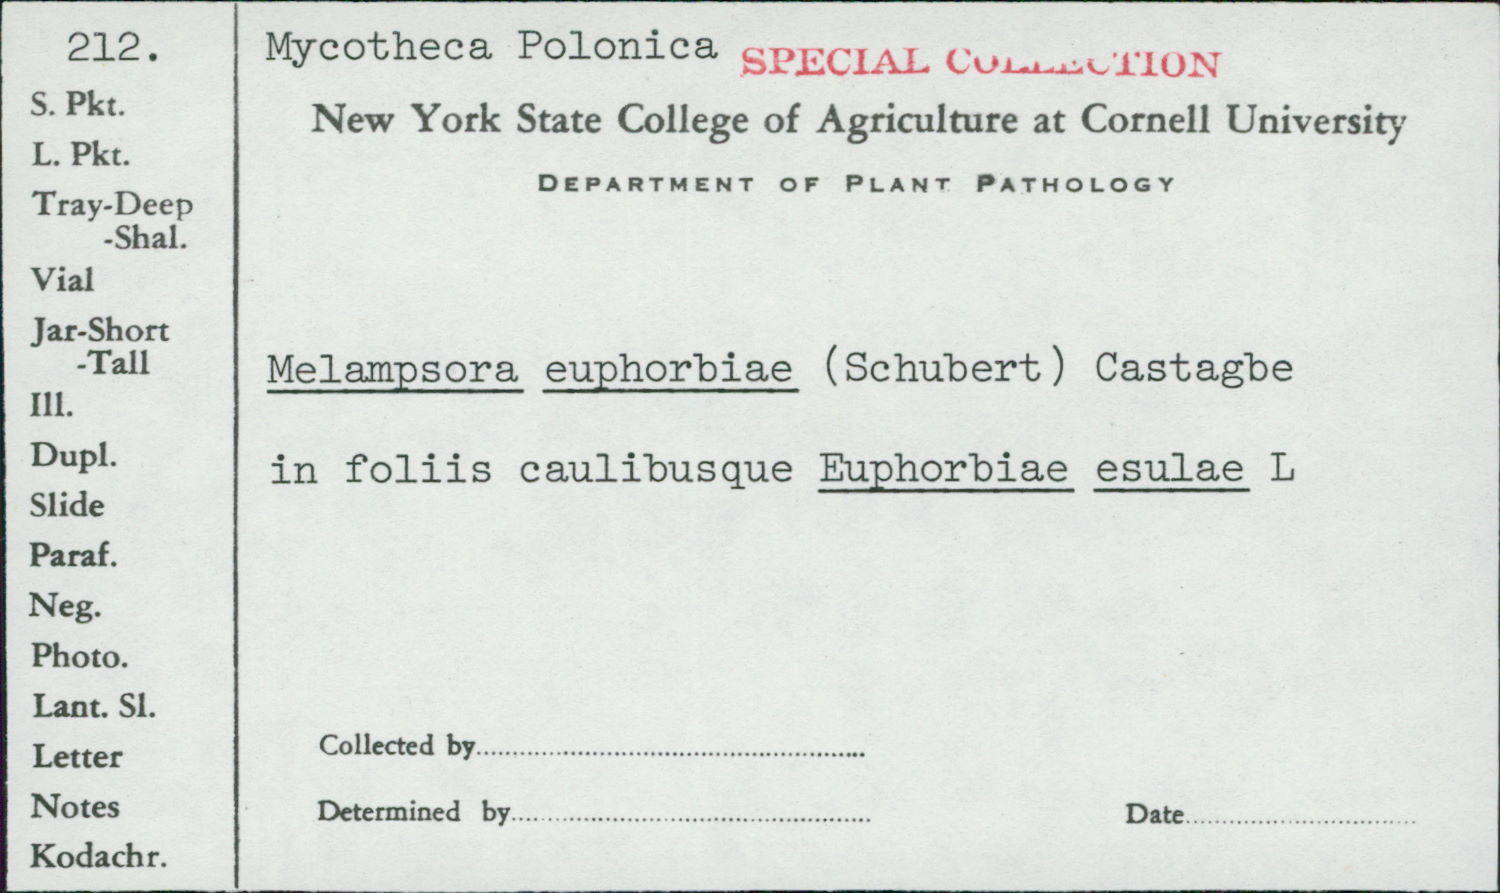 212.
S. Pkt.
L. Pkt.
Tray-Deep
-Shal.
Vial
Jar-Short
-Tall
Ill.
Dupl.
Slide
Paraf.
Neg.
Photo.
Lant. Sl.
Letter
Notes
Kodachr.
Mycotheca Polonica SPECIAL COLLECTION
New York State College of Agriculture at Cornell University
DEPARTMENT OF PLANT PATHOLOGY
Melampsora euphorbiae (Schubert) Castagbe
in foliis caulibusque Euphorbiae esulae L
Collected by
Determined by Date